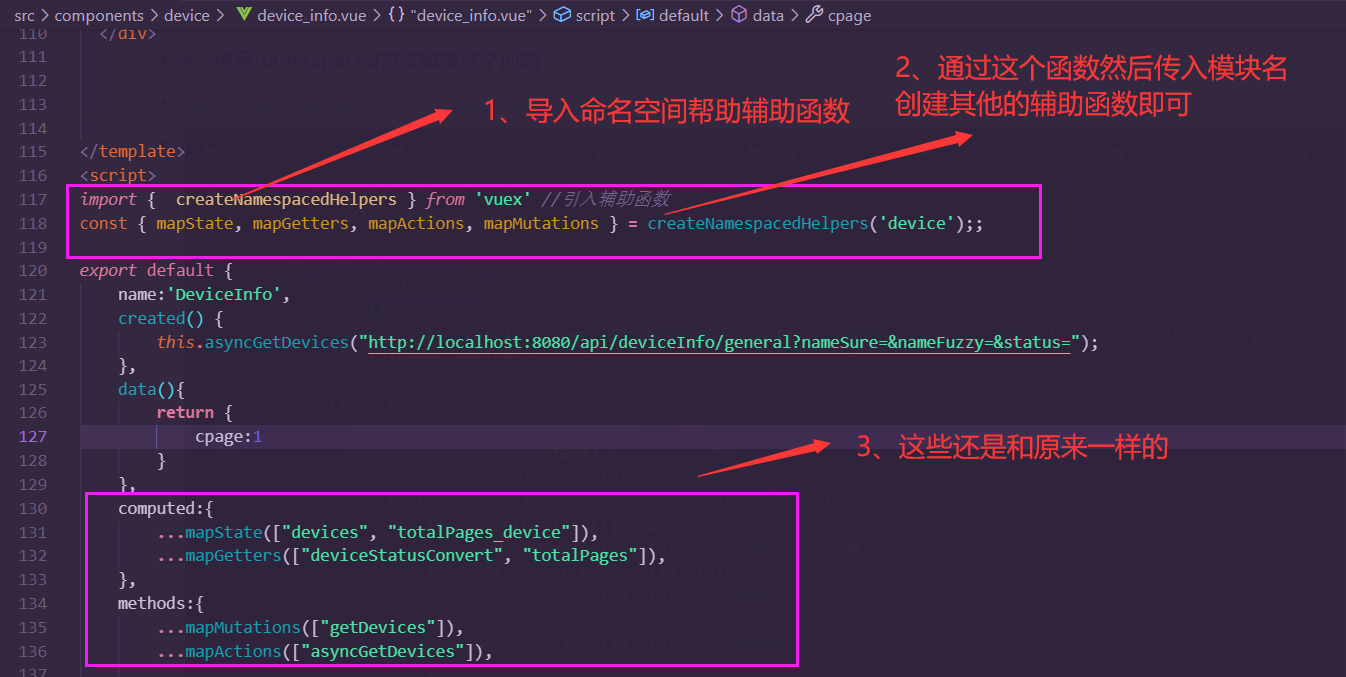 src > components > device > device_info.vue > {} "device_info.vue" > script > default > data > cpage
110 </div>
111 4、使用namespaced方法解决这个问题
2、通过这个函数然后传入模块名
112
创建其他的辅助函数即可
113 1、导入命名空间帮助辅助函数
114
115 </template>
116 <script>
117 import {  createNamespacedHelpers } from 'vuex' //引入辅助函数
118 const { mapState, mapGetters, mapActions, mapMutations } = createNamespacedHelpers('device');;
119
120 export default {
121 name:'DeviceInfo',
122 created() {
123 this.asyncGetDevices("http://localhost:8080/api/deviceInfo/general?nameSure=&nameFuzzy=&status=");
124 },
125 data(){
126 return {
127 cpage:1
3、这些还是和原来一样的
128 }
129 },
130 computed:{
131 ...mapState(["devices", "totalPages_device"]),
132 ...mapGetters(["deviceStatusConvert", "totalPages"]),
133 },
134 methods:{
135 ...mapMutations(["getDevices"]),
136 ...mapActions(["asyncGetDevices"]),
137